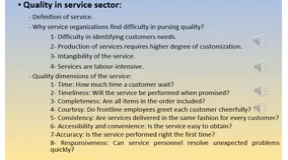 • Quality in service sector:
- Definition of service.
- Why service organizations find difficulty in pursing quality?
1- Difficulty in identifying customers needs.
2- Production of services requires higher degree of customization.
3- Intangibility of the service.
4- Services are labour-intensive.
- Quality dimensions of the service:
1- Time: How much time a customer wait?
2- Timeliness: Will the service be performed when promised?
3- Completeness: Are all items in the order included?
4- Courtesy: Do frontline employees greet each customer cheerfully?
5- Consistency: Are services delivered in the same fashion for every customer?
6- Accessibility and convenience: Is the service easy to obtain?
7-Accuracy: Is the service performed right the first time?
8- Responsiveness: Can service personnel resolve unexpected problems
quickly?